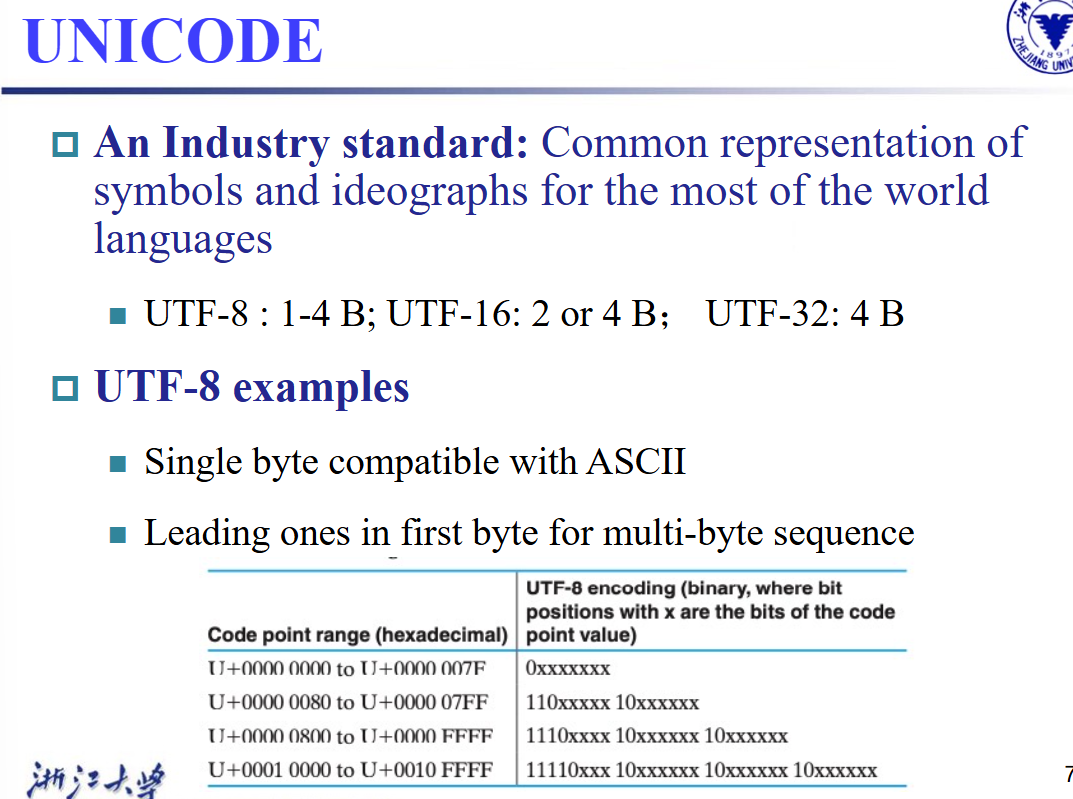 UNICODE
An Industry standard: Common representation of
symbols and ideographs for the most of the world
languages
UTF-8 : 1-4 B; UTF-16: 2 or 4 B； UTF-32: 4 B
UTF-8 examples
Single byte compatible with ASCII
Leading ones in first byte for multi-byte sequence
Code point range (hexadecimal)
UTF-8 encoding (binary, where bit
positions with x are the bits of the code
point value)
U+0000 0000 to U+0000 007F 0xxxxxxx
U+0000 0080 to U+0000 07FF 110xxxxx 10xxxxxx
U+0000 0800 to U+0000 FFFF 1110xxxx 10xxxxxx 10xxxxxx
U+0001 0000 to U+0010 FFFF 11110xxx 10xxxxxx 10xxxxxx 10xxxxxx
浙江大学
7
ZHEJIANG
1897